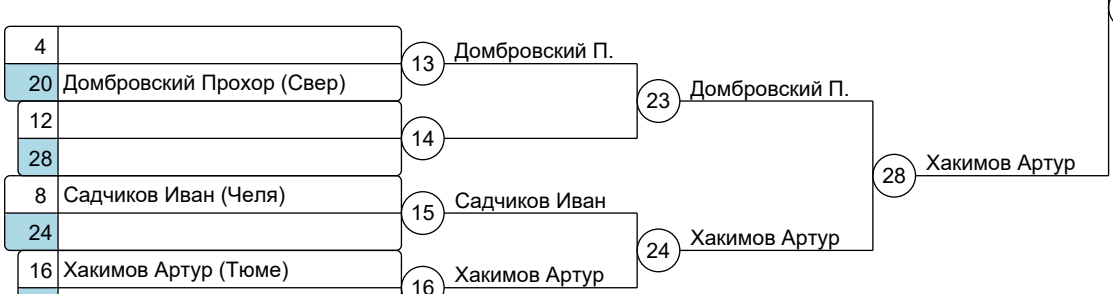 4
13
Домбровский П.
20 Домбровский Прохор (Свер)
23
Домбровский П.
12
14
28
28
Хакимов Артур
8 Садчиков Иван (Челя)
15
Садчиков Иван
24
24
Хакимов Артур
16 Хакимов Артур (Тюме)
16
Хакимов Артур